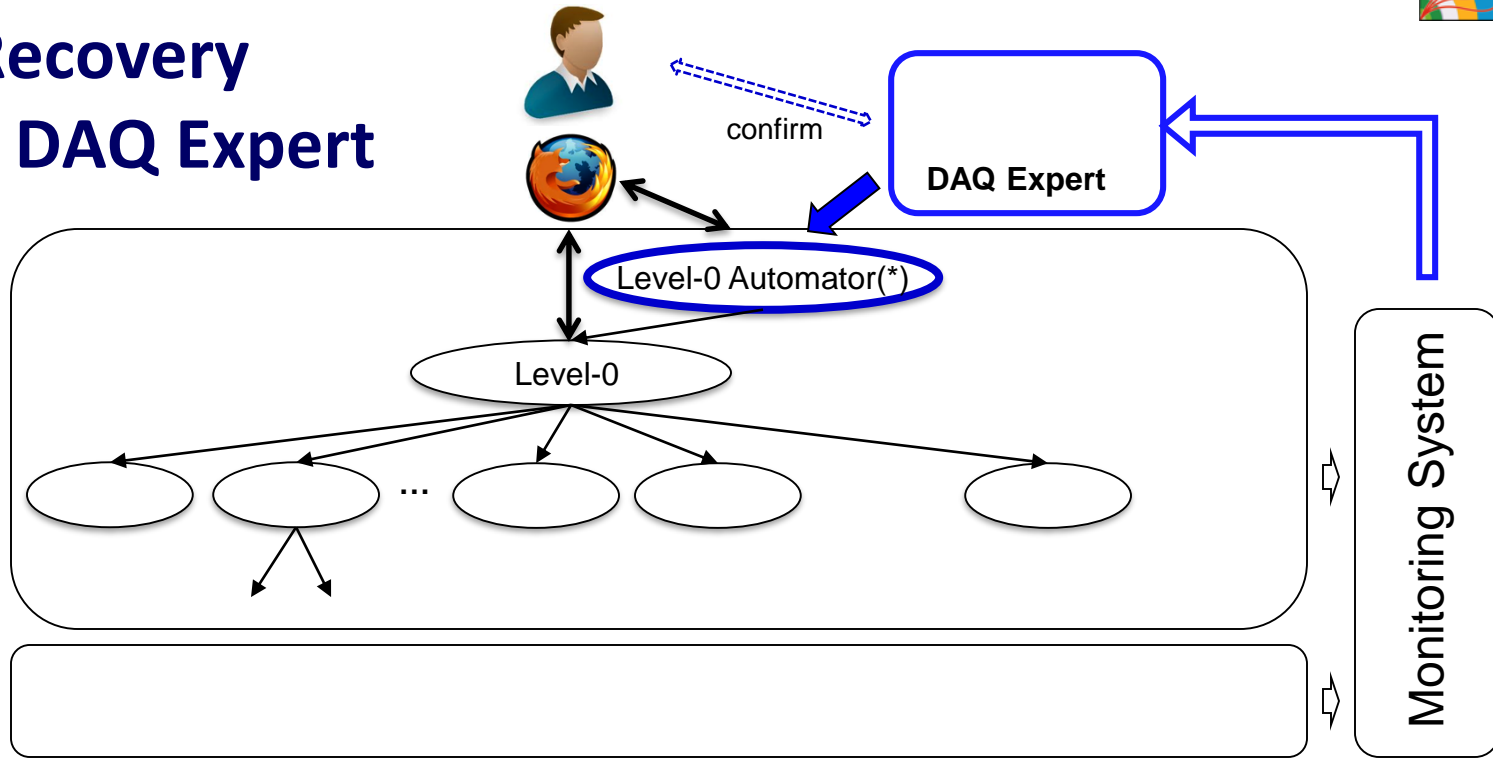 Recovery
DAQ Expert
confirm
DAQ Expert
Level-0 Automator(*)
Level-0
...
Monitoring System